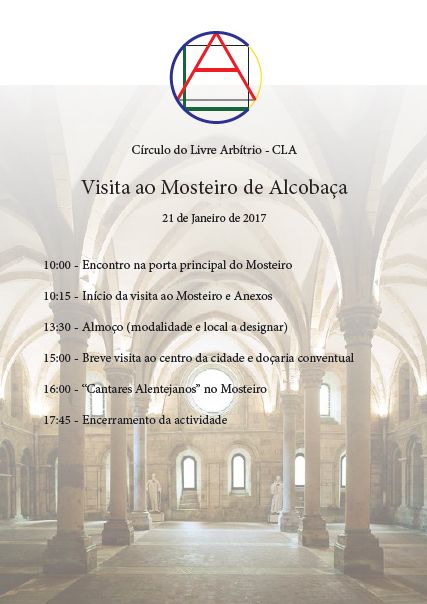 Círculo do Livre Arbítrio - CLA
Visita ao Mosteiro de Alcobaça
21 de Janeiro de 2017
10:00 - Encontro na porta principal do Mosteiro
10:15 - Início da visita ao Mosteiro e Anexos
13:30 - Almoço (modalidade e local a designar)
15:00 - Breve visita ao centro da cidade e doçaria conventual
16:00 - “Cantares Alentejanos” no Mosteiro
17:45 - Encerramento da actividade